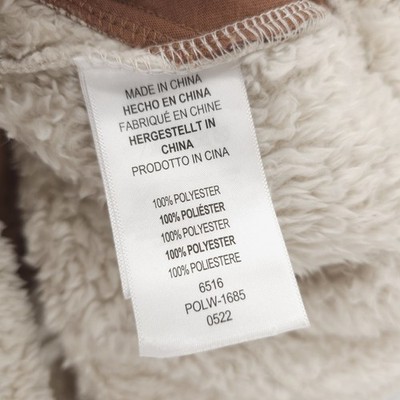 MADE IN CHINA
HECHO EN CHINA
FABRIQUÉ EN CHINE
HERGESTELLT IN
CHINA
PRODOTTO IN CINA
100% POLYESTER
100% POLIÉSTER
100% POLYESTER
100% POLYESTER
100% POLIESTERE
6516
POLW-1685
0522